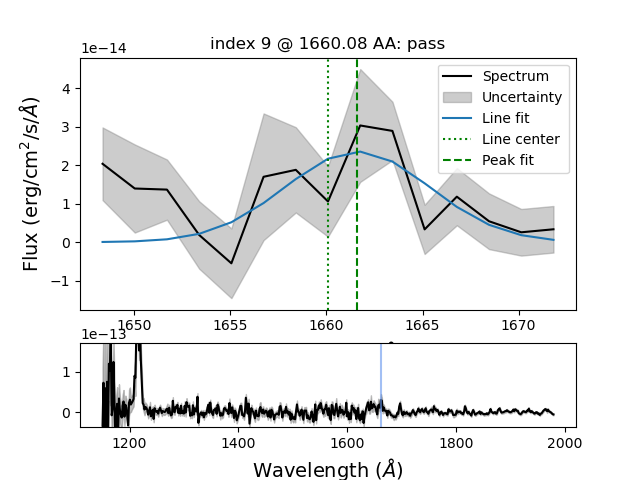 index 9 @ 1660.08 AA: pass
1e−14
Flux (erg/cm²/s/Å)
4
3
2
1
0
−1
Spectrum
Uncertainty
Line fit
Line center
Peak fit
1650 1655 1660 1665 1670
1e−13
1
0
1200 1400 1600 1800 2000
Wavelength (Å)